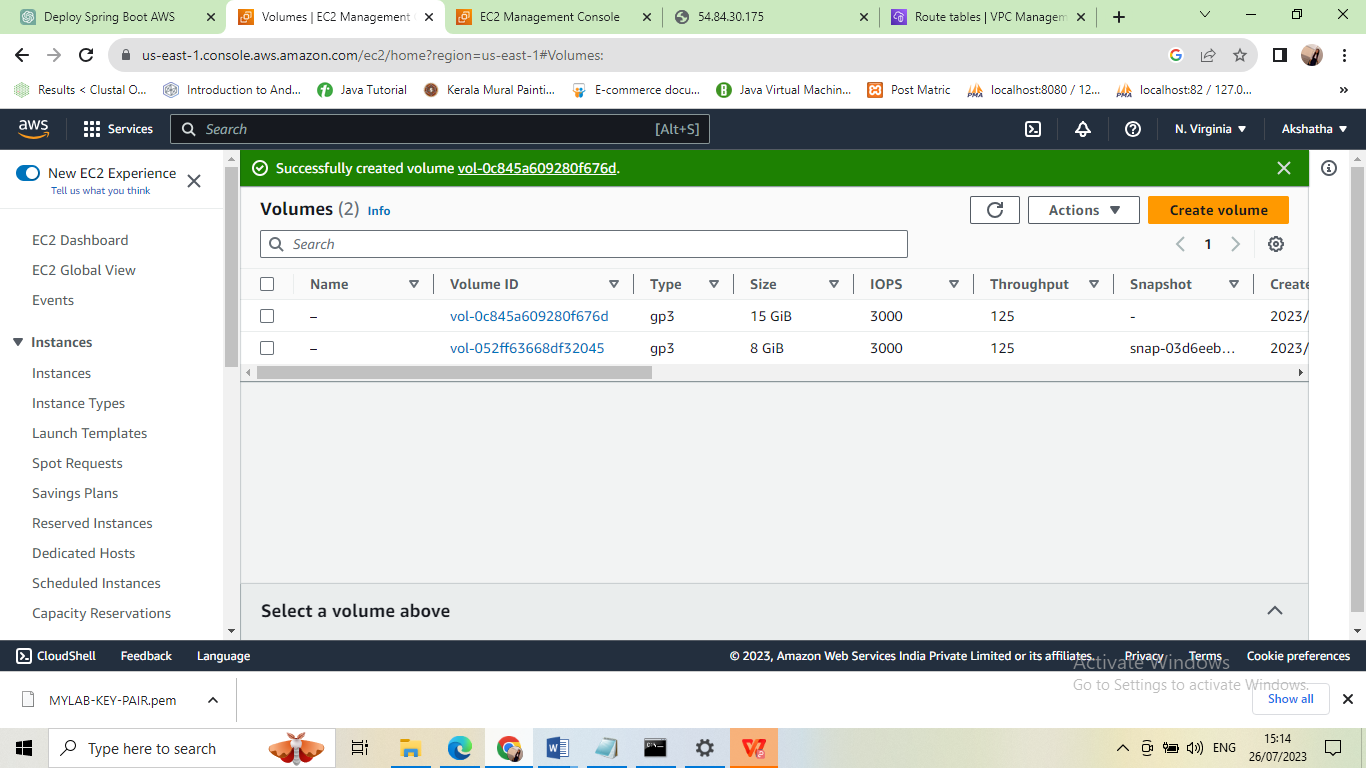 Deploy Spring Boot AWS
Volumes | EC2 Management
EC2 Management Console
54.84.30.175
Route tables | VPC Managem
us-east-1.console.aws.amazon.com/ec2/home?region=us-east-1#Volumes:
Results < Clustal O...
Introduction to And...
Java Tutorial
Kerala Mural Painti...
E-commerce docu...
Java Virtual Machin...
Post Matric
localhost:8080 / 12...
localhost:82 / 127.0...
»
aws
Services
Search
[Alt+S]
N. Virginia
Akshatha
New EC2 Experience
Tell us what you think
EC2 Dashboard
EC2 Global View
Events
Instances
Instances
Instance Types
Launch Templates
Spot Requests
Savings Plans
Reserved Instances
Dedicated Hosts
Scheduled Instances
Capacity Reservations
Successfully created volume vol-0c845a609280f676d.
Volumes (2) Info
Actions
Create volume
Search
1
Name Volume ID Type Size IOPS Throughput Snapshot Create
– vol-0c845a609280f676d gp3 15 GiB 3000 125 - 2023/
– vol-052ff63668df32045 gp3 8 GiB 3000 125 snap-03d6eeb... 2023/
Select a volume above
CloudShell
Feedback
Language
© 2023, Amazon Web Services India Private Limited or its affiliates.
Privacy
Terms
Cookie preferences
Activate Windows
Go to Settings to activate Windows.
MYLAB-KEY-PAIR.pem
Show all
Type here to search
ENG
15:14
26/07/2023